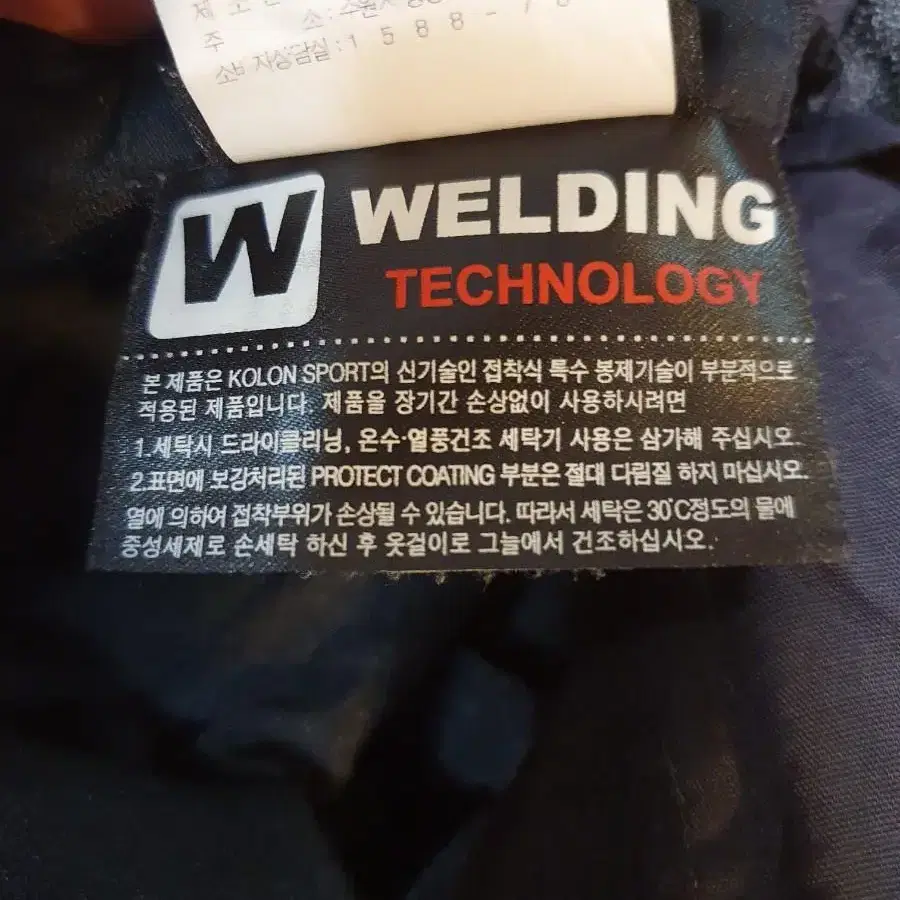 소비자상담실:1588-7
W WELDING
TECHNOLOGY
본 제품은 KOLON SPORT의 신기술인 접착식 특수 봉제기술이 부분적으로
적용된 제품입니다. 제품을 장기간 손상없이 사용하시려면
1.세탁시 드라이클리닝, 온수·열풍건조 세탁기 사용은 삼가해 주십시오.
2.표면에 보강처리된 PROTECT COATING 부분은 절대 다림질 하지 마십시오.
열에 의하여 접착부위가 손상될 수 있습니다. 따라서 세탁은 30℃정도의 물에
중성세제로 손세탁 하신 후 옷걸이로 그늘에서 건조하십시오.